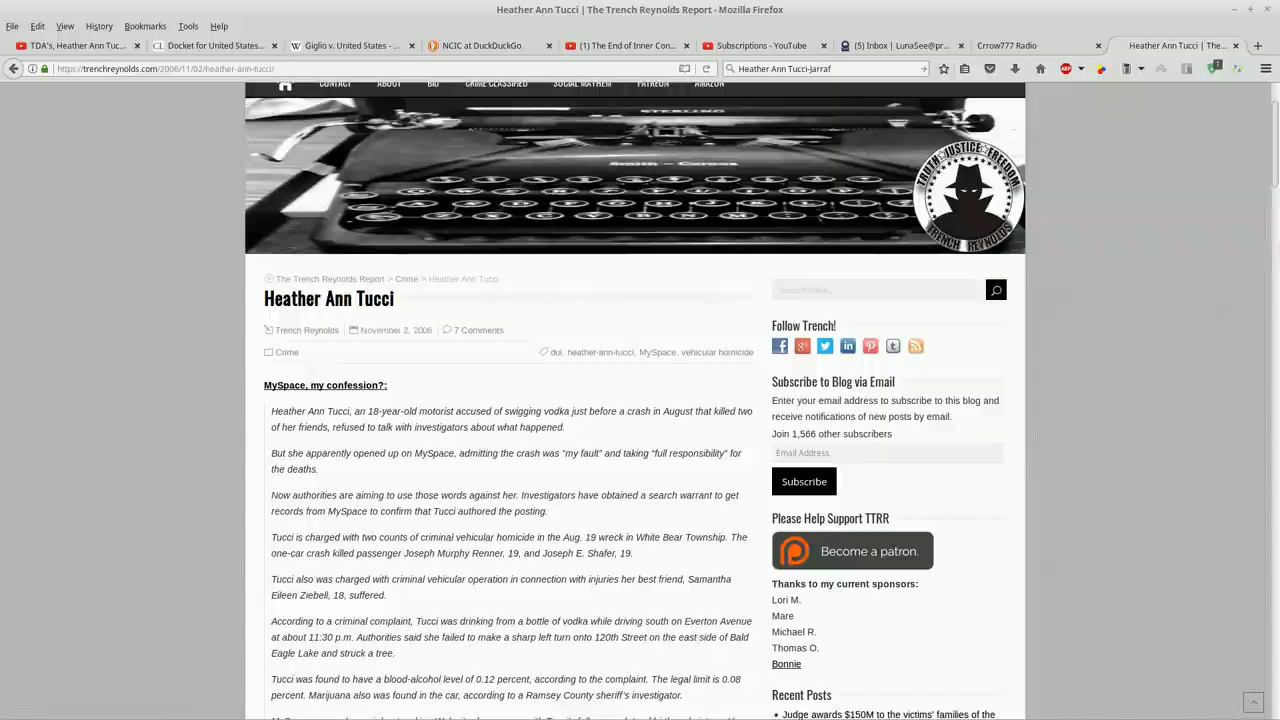 Heather Ann Tucci | The Trench Reynolds Report - Mozilla Firefox
File Edit View History Bookmarks Tools Help
TDA's, Heather Ann Tuc... Docket for United States... Giglio v. United States - ... NCIC at DuckDuckGo (1) The End of Inner Con... Subscriptions - YouTube (5) Inbox | LunaSee@pr... Crrow777 Radio Heather Ann Tucci | The...
https://trenchreynolds.com/2006/11/02/heather-ann-tucci/ Heather Ann Tucci-Jarraf
CONTACT ABOUT BIO CRIME CLASSIFIED SOCIAL MAYHEM PATREON AMAZON
STERLING
Smith-Corona
TRUTH JUSTICE FREEDOM
TRENCH REYNOLDS
The Trench Reynolds Report > Crime > Heather Ann Tucci
Heather Ann Tucci
Trench Reynolds November 2, 2006 7 Comments
Crime dui, heather-ann-tucci, MySpace, vehicular homicide
MySpace, my confession?:
Heather Ann Tucci, an 18-year-old motorist accused of swigging vodka just before a crash in August that killed two
of her friends, refused to talk with investigators about what happened.
But she apparently opened up on MySpace, admitting the crash was “my fault” and taking “full responsibility” for
the deaths.
Now authorities are aiming to use those words against her. Investigators have obtained a search warrant to get
records from MySpace to confirm that Tucci authored the posting.
Tucci is charged with two counts of criminal vehicular homicide in the Aug. 19 wreck in White Bear Township. The
one-car crash killed passenger Joseph Murphy Renner, 19, and Joseph E. Shafer, 19.
Tucci also was charged with criminal vehicular operation in connection with injuries her best friend, Samantha
Eileen Ziebell, 18, suffered.
According to a criminal complaint, Tucci was drinking from a bottle of vodka while driving south on Everton Avenue
at about 11:30 p.m. Authorities said she failed to make a sharp left turn onto 120th Street on the east side of Bald
Eagle Lake and struck a tree.
Tucci was found to have a blood-alcohol level of 0.12 percent, according to the complaint. The legal limit is 0.08
percent. Marijuana also was found in the car, according to a Ramsey County sheriff’s investigator.
Search here...
Follow Trench!
Subscribe to Blog via Email
Enter your email address to subscribe to this blog and
receive notifications of new posts by email.
Join 1,566 other subscribers
Email Address
Subscribe
Please Help Support TTRR
Become a patron.
Thanks to my current sponsors:
Lori M.
Mare
Michael R.
Thomas O.
Bonnie
Recent Posts
Judge awards $150M to the victims' families of the